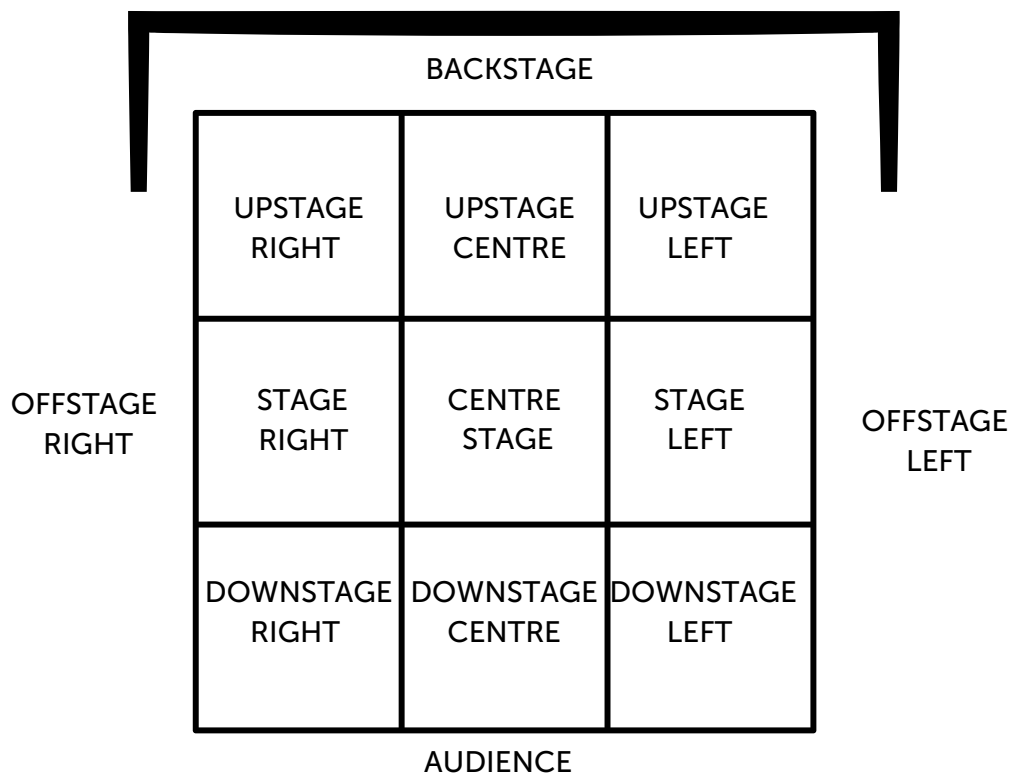 BACKSTAGE
UPSTAGE
RIGHT
UPSTAGE
CENTRE
UPSTAGE
LEFT
OFFSTAGE
RIGHT
STAGE
RIGHT
CENTRE
STAGE
STAGE
LEFT
OFFSTAGE
LEFT
DOWNSTAGE
RIGHT
DOWNSTAGE
CENTRE
DOWNSTAGE
LEFT
AUDIENCE